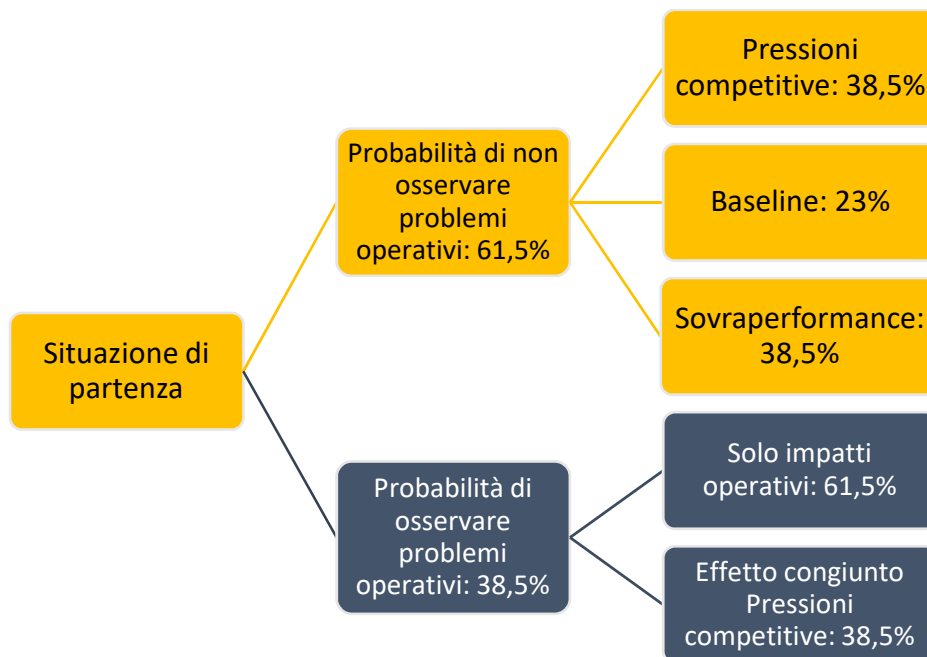 Situazione di
partenza
Probabilità di non
osservare
problemi
operativi: 61,5%
Pressioni
competitive: 38,5%
Baseline: 23%
Sovraperformance:
38,5%
Probabilità di
osservare
problemi
operativi: 38,5%
Solo impatti
operativi: 61,5%
Effetto congiunto
Pressioni
competitive: 38,5%